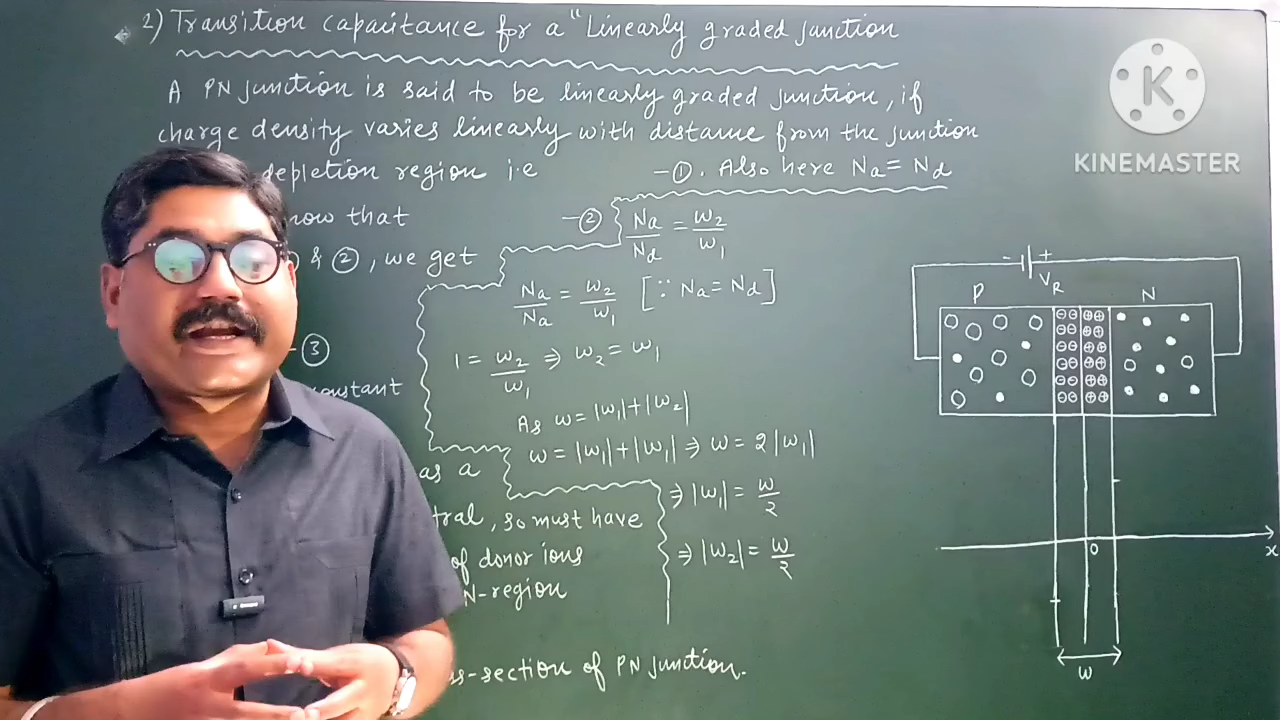 2) Transition capacitance for a "Linearly graded junction
A PN junction is said to be linearly graded junction, if
charge density varies linearly with distance from the junction
depletion region i.e — ①. Also here Na = Nd
now that — ②
& ②, we get
— ③
constant
as a
tral, so must have
of donor ions
N-region
ss-section of PN junction.
Na/Nd = w2/w1
Na/Na = w2/w1 [∵ Na = Nd]
1 = w2/w1 ⇒ w2 = w1
As w = |w1| + |w2|
w = |w1| + |w1| ⇒ w = 2|w1|
⇒ |w1| = w/2
⇒ |w2| = w/2
K
KINEMASTER
- +
VR
P N
0
x
w